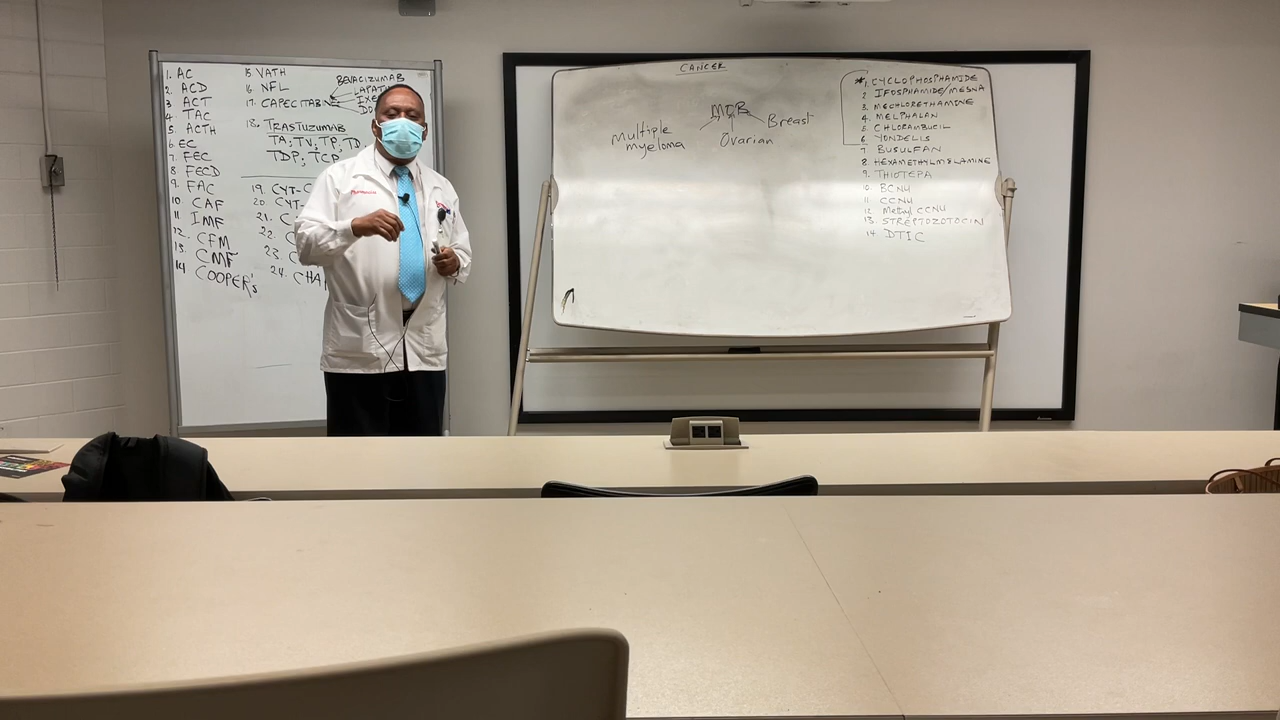 1. AC
2. ACD
3 ACT
4. TAC
5. ACTH
6. EC
7. FEC
8. FECD
9. FAC
10. CAF
11 IMF
12. CFM
13. CMF
14 COOPER'S
15. VATH
16. NFL
17. CAPECITABINE
BEVACIZUMAB
18. TRASTUZUMAB
TA, TV, TP, TD
TDP, TCP
19. CYT-
20. CYT-
21. C
22. C
23. C
24. CHA
CANCER
MOB
multiple myeloma
Ovarian
Breast
*1. CYCLOPHOSPHAMIDE
2 IFOSPHAMIDE/MESNA
3. MECHLORETHAMINE
4. MELPHALAN
5 CHLORAMBUCIL
6. YONDELIS
7 BUSULFAN
8. HEXAMETHYLMELAMINE
9. THIOTEPA
10. BCNU
11 CCNU
12 Methyl CCNU
13 STREPTOZOTOCIN
14. DTIC